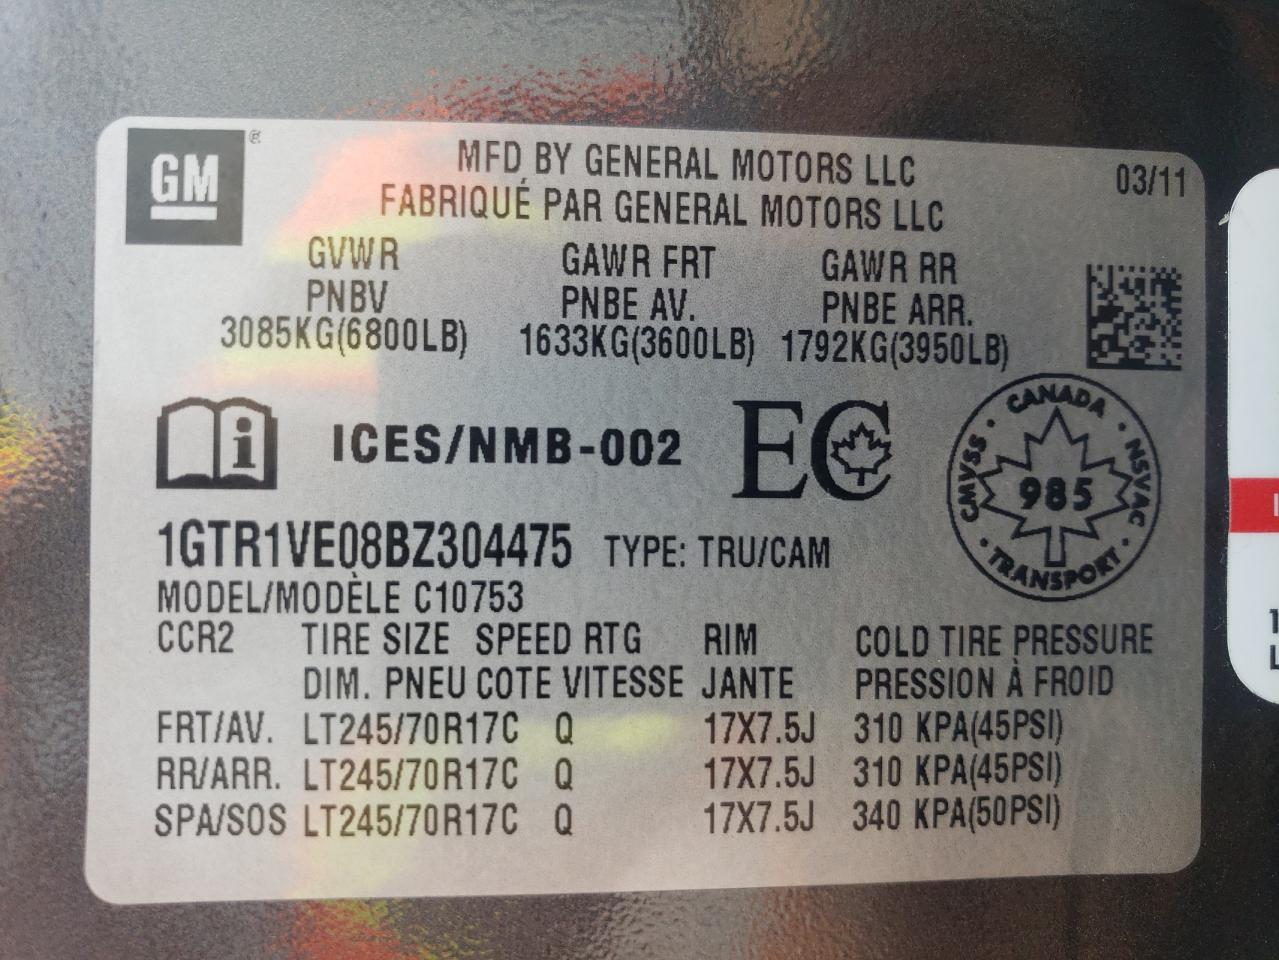 GM ®
MFD BY GENERAL MOTORS LLC
FABRIQUÉ PAR GENERAL MOTORS LLC
03/11
GVWR GAWR FRT GAWR RR
PNBV PNBE AV. PNBE ARR.
3085KG(6800LB) 1633KG(3600LB) 1792KG(3950LB)
i ICES/NMB-002 EC
CANADA
CMVSS · NSVAC
985
TRANSPORT
1GTR1VE08BZ304475 TYPE: TRU/CAM
MODEL/MODÈLE C10753
CCR2 TIRE SIZE SPEED RTG RIM COLD TIRE PRESSURE
DIM. PNEU COTE VITESSE JANTE PRESSION À FROID
FRT/AV. LT245/70R17C Q 17X7.5J 310 KPA(45PSI)
RR/ARR. LT245/70R17C Q 17X7.5J 310 KPA(45PSI)
SPA/SOS LT245/70R17C Q 17X7.5J 340 KPA(50PSI)